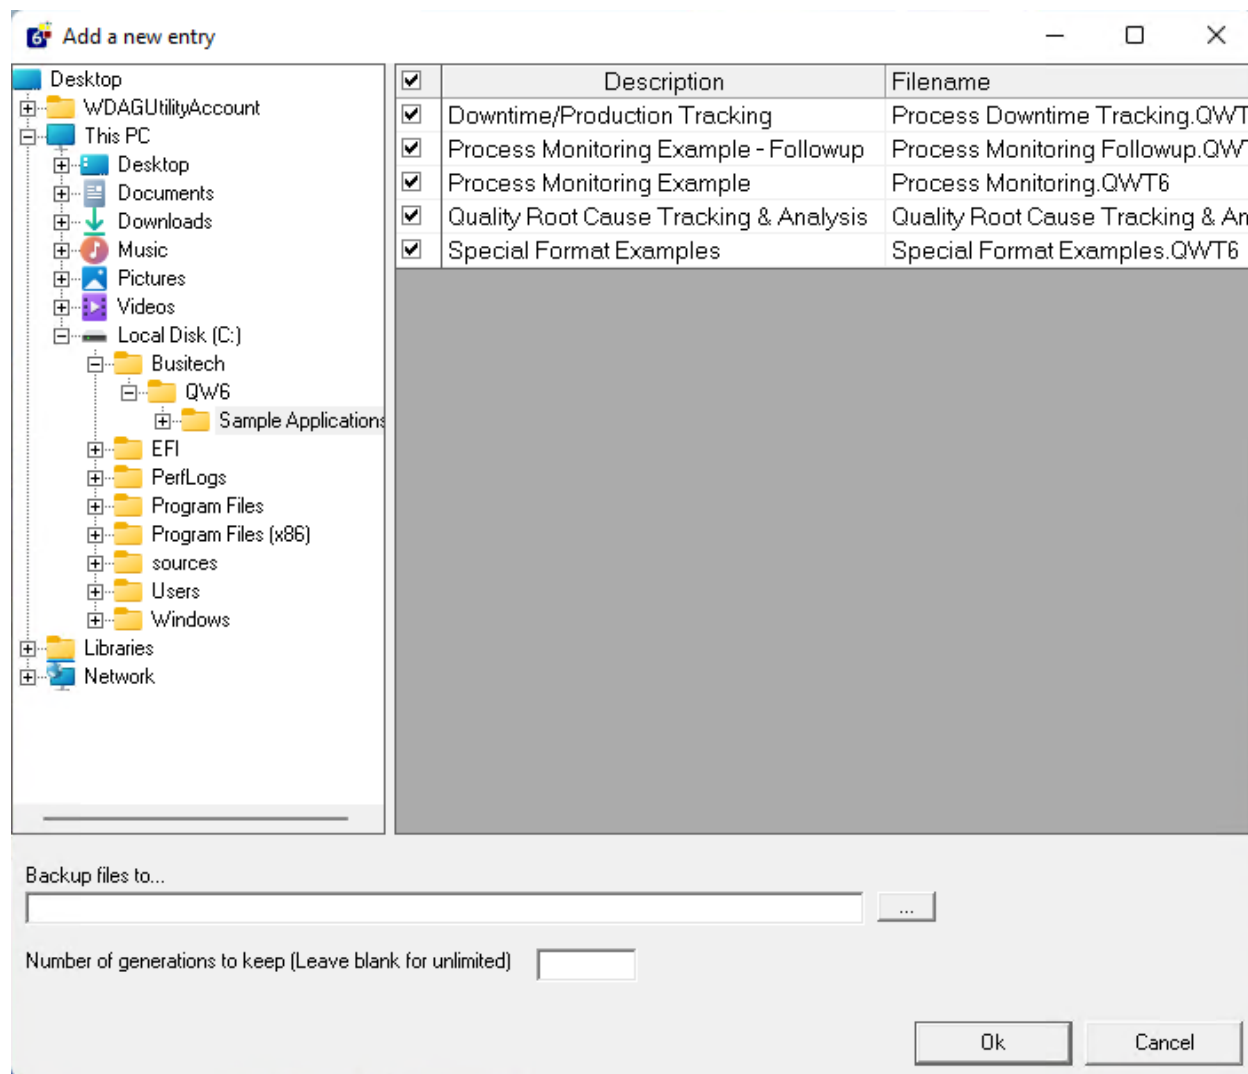 Add a new entry
Desktop
WDAGUtilityAccount
This PC
Desktop
Documents
Downloads
Music
Pictures
Videos
Local Disk (C:)
Busitech
QW6
Sample Applications
EFI
PerfLogs
Program Files
Program Files (x86)
sources
Users
Windows
Libraries
Network
Description Filename
Downtime/Production Tracking Process Downtime Tracking.QWT
Process Monitoring Example - Followup Process Monitoring Followup.QWT
Process Monitoring Example Process Monitoring.QWT6
Quality Root Cause Tracking & Analysis Quality Root Cause Tracking & An
Special Format Examples Special Format Examples.QWT6
Backup files to...
...
Number of generations to keep (Leave blank for unlimited)
Ok Cancel